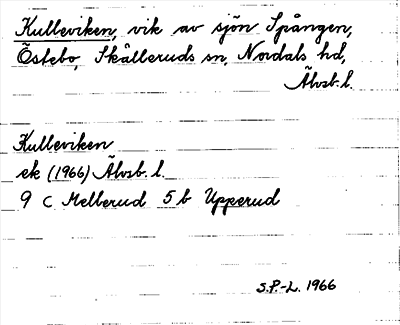 Kulleviken, vik av sjön Spången,
Östebo, Skålleruds sn, Nordals hd,
Älvsb. l.
Kulleviken
ek (1966) Älvsb. l.
9 C Mellerud 5 b Upperud
S.P.-L. 1966